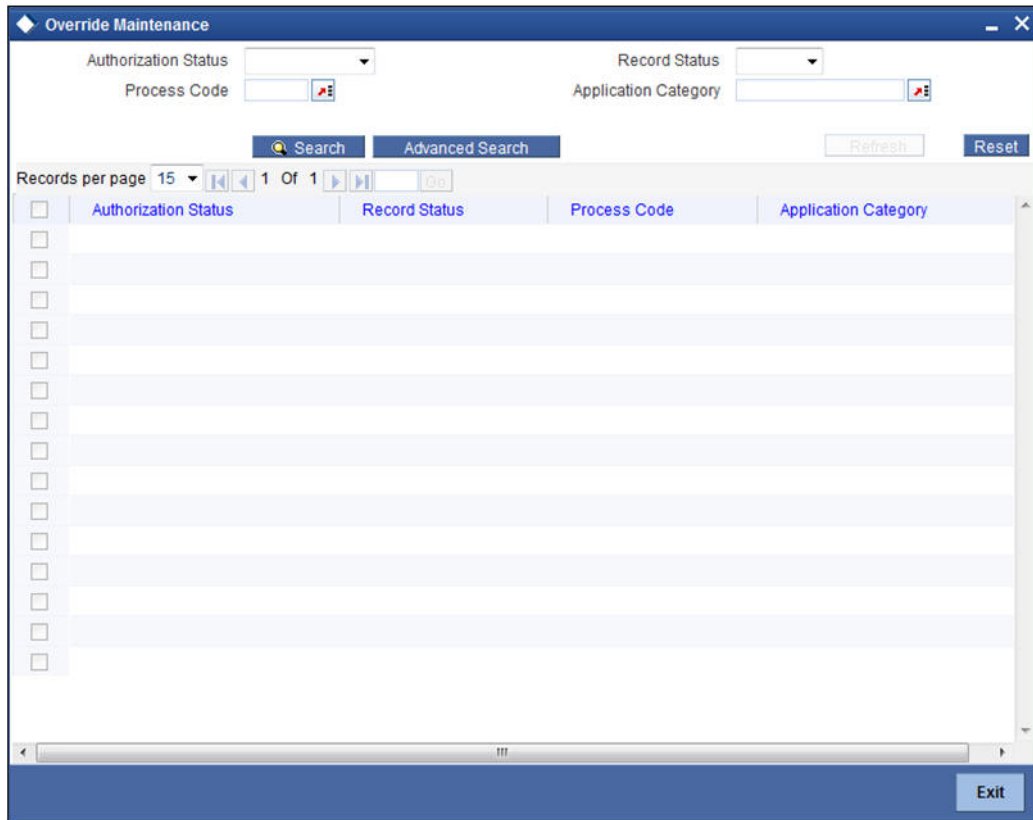 Override Maintenance
Authorization Status Record Status
Process Code Application Category
Search Advanced Search Refresh Reset
Records per page 15 1 Of 1 Go
Authorization Status Record Status Process Code Application Category
Exit